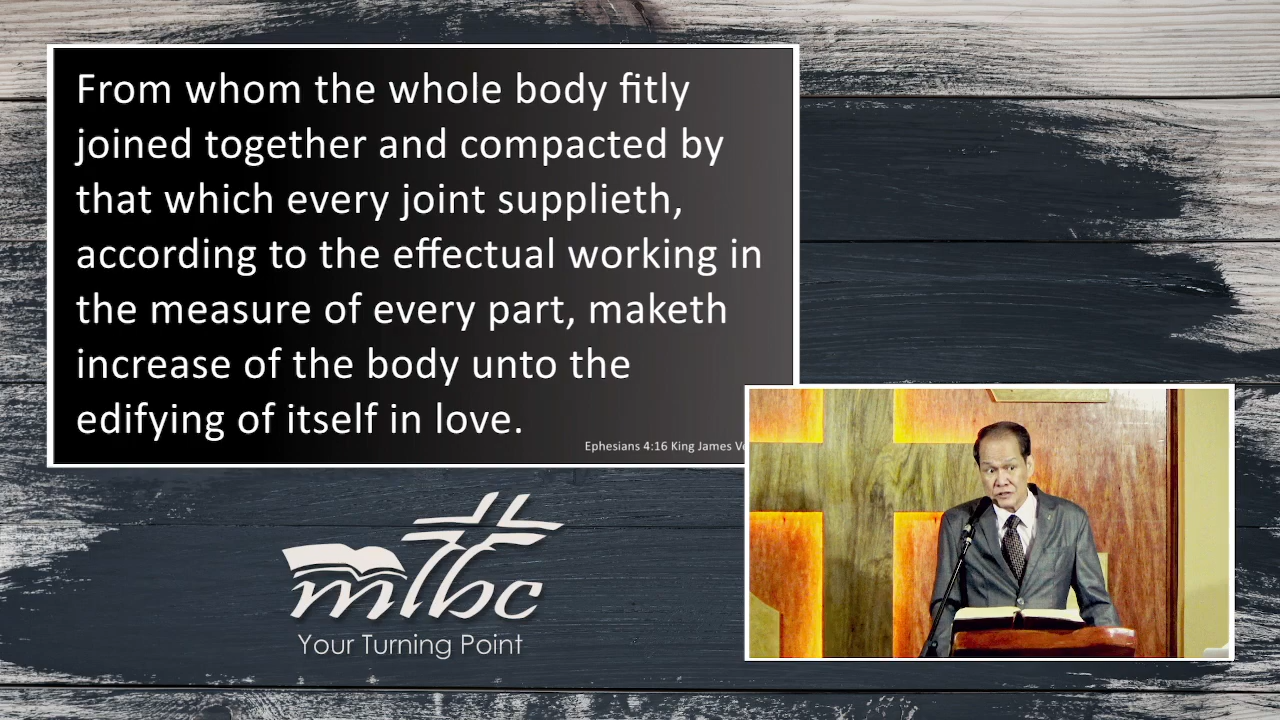 From whom the whole body fitly
joined together and compacted by
that which every joint supplieth,
according to the effectual working in
the measure of every part, maketh
increase of the body unto the
edifying of itself in love.
Ephesians 4:16 King James
mlbc
Your Turning Point